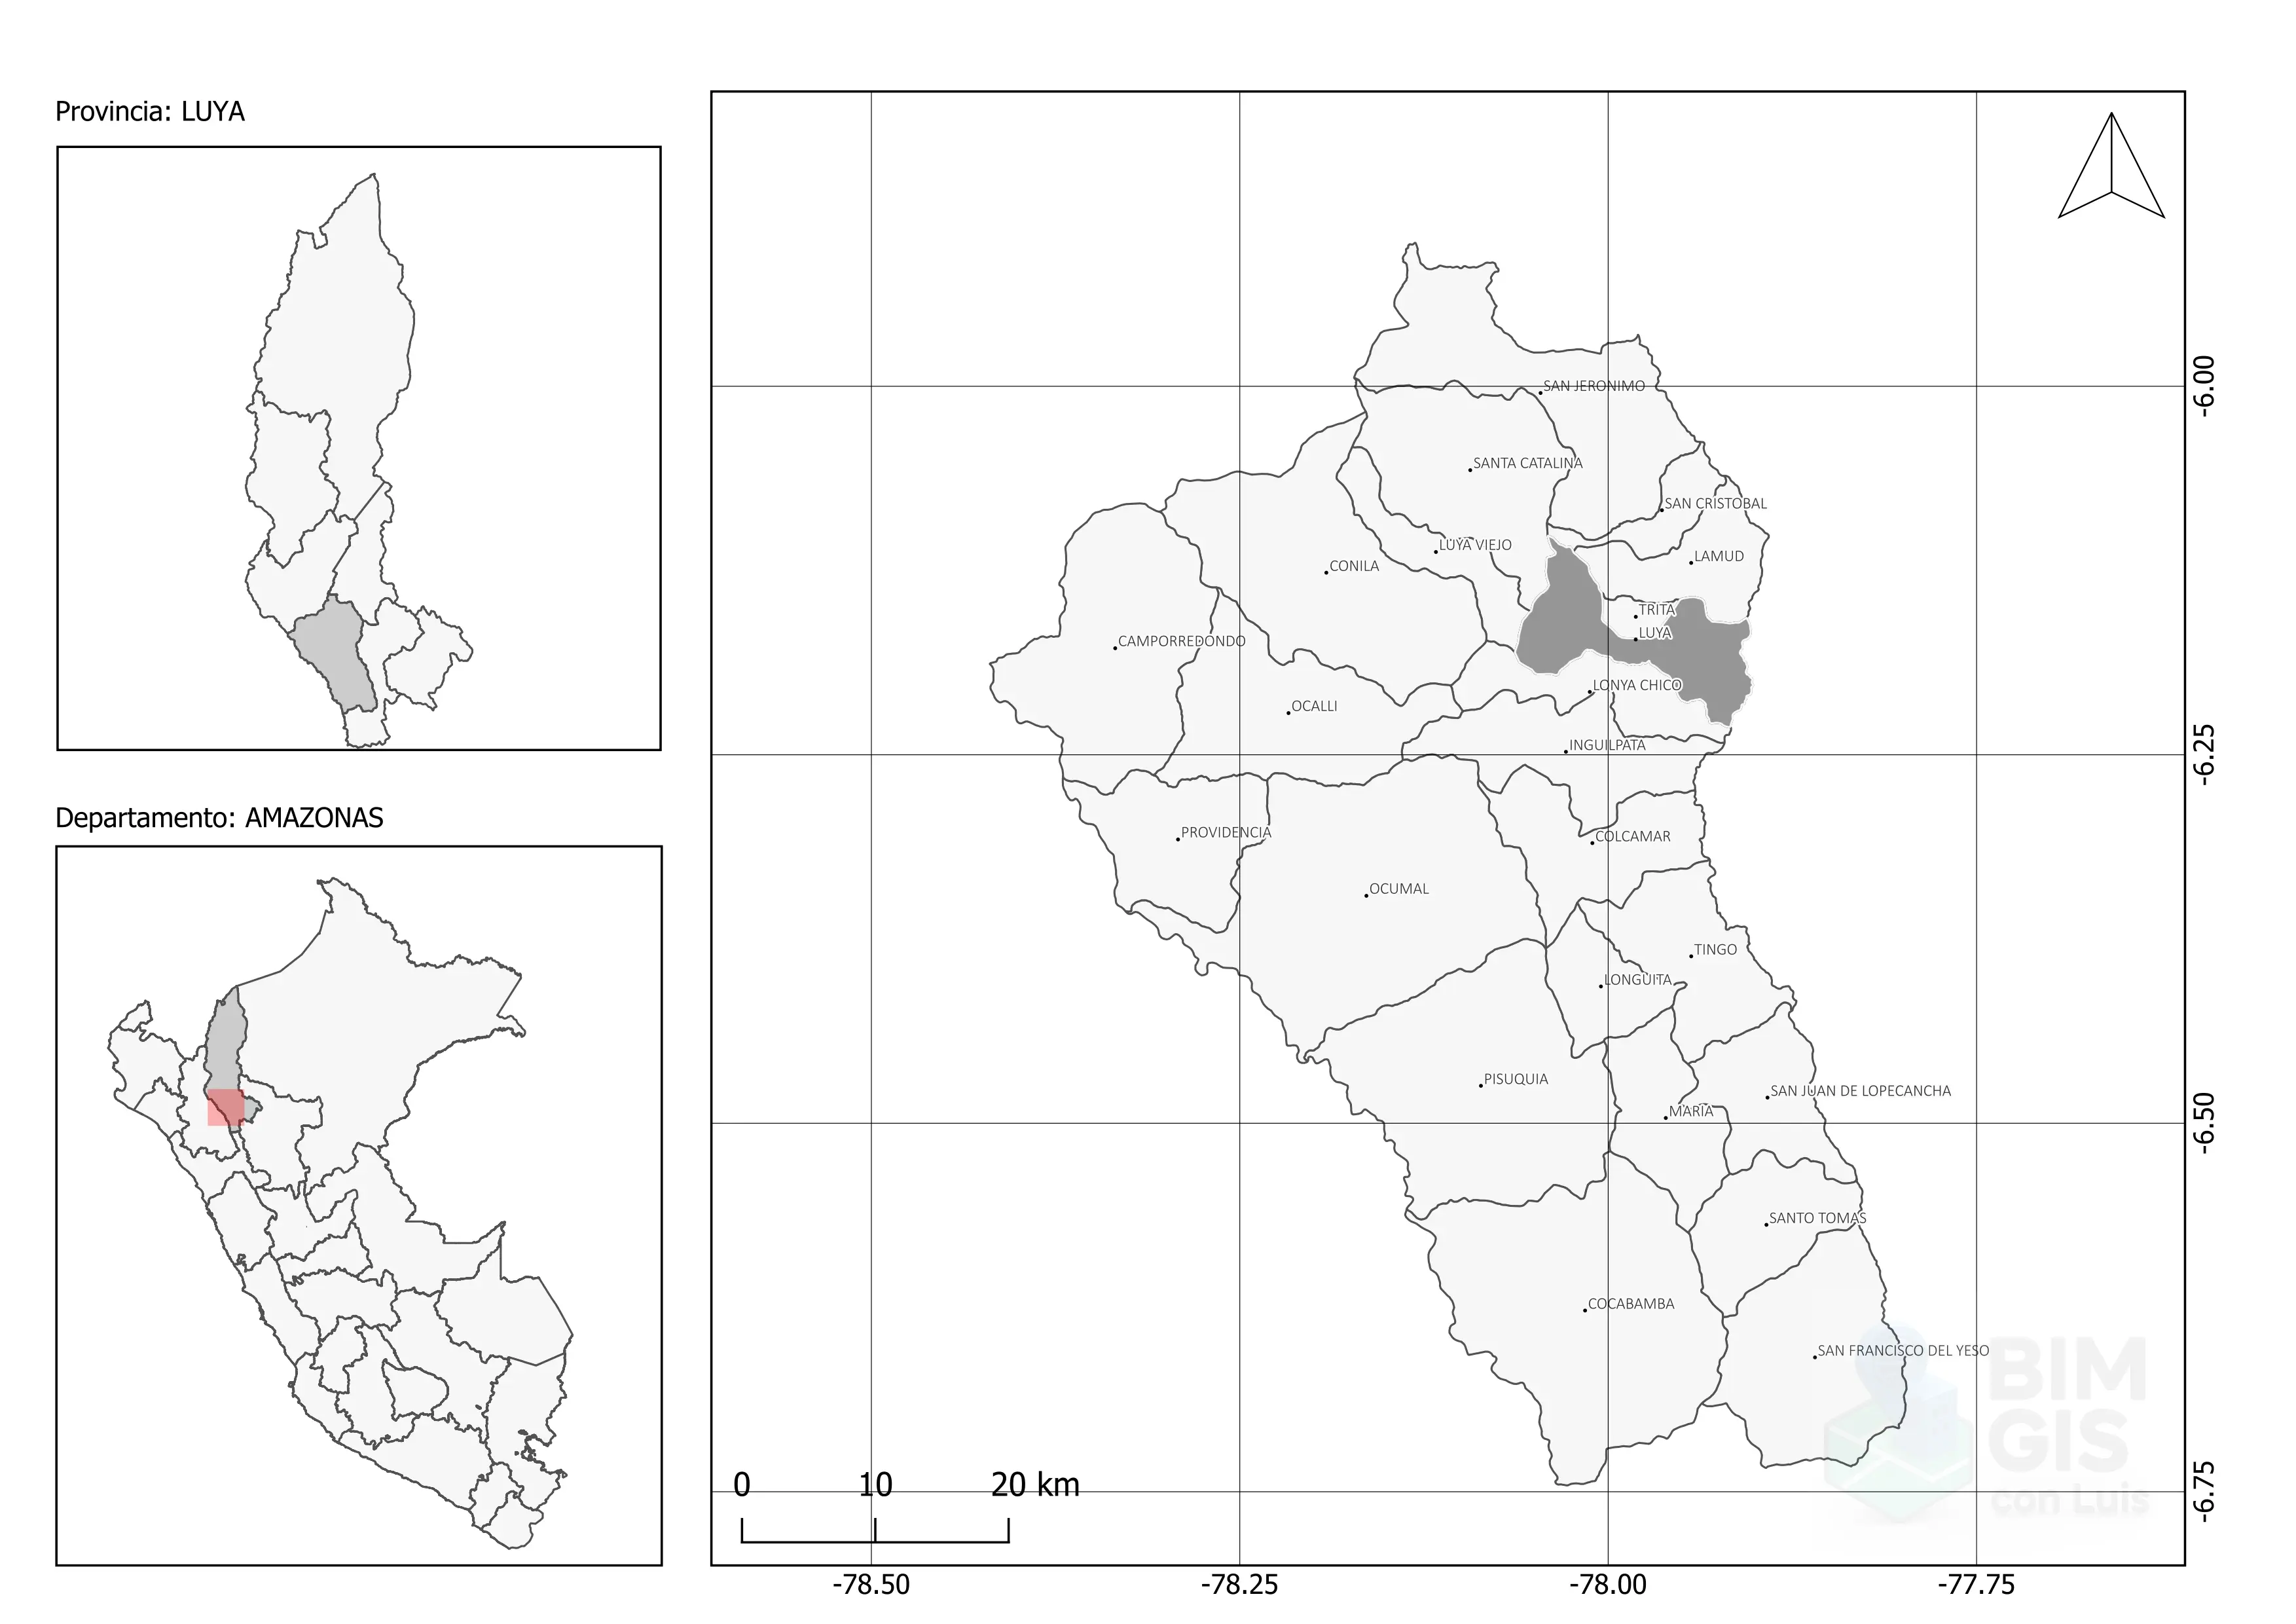 Provincia: LUYA
Departamento: AMAZONAS
SAN JERONIMO
SANTA CATALINA
SAN CRISTOBAL
LUYA VIEJO
LAMUD
CONILA
TRITA
LUYA
CAMPORREDONDO
LONYA CHICO
OCALLI
INGUILPATA
PROVIDENCIA
COLCAMAR
OCUMAL
TINGO
LONGUITA
PISUQUIA
SAN JUAN DE LOPECANCHA
MARIA
SANTO TOMAS
COCABAMBA
SAN FRANCISCO DEL YESO
BIM
GIS
con Luis
0 10 20 km
-6.00
-6.25
-6.50
-6.75
-78.50 -78.25 -78.00 -77.75